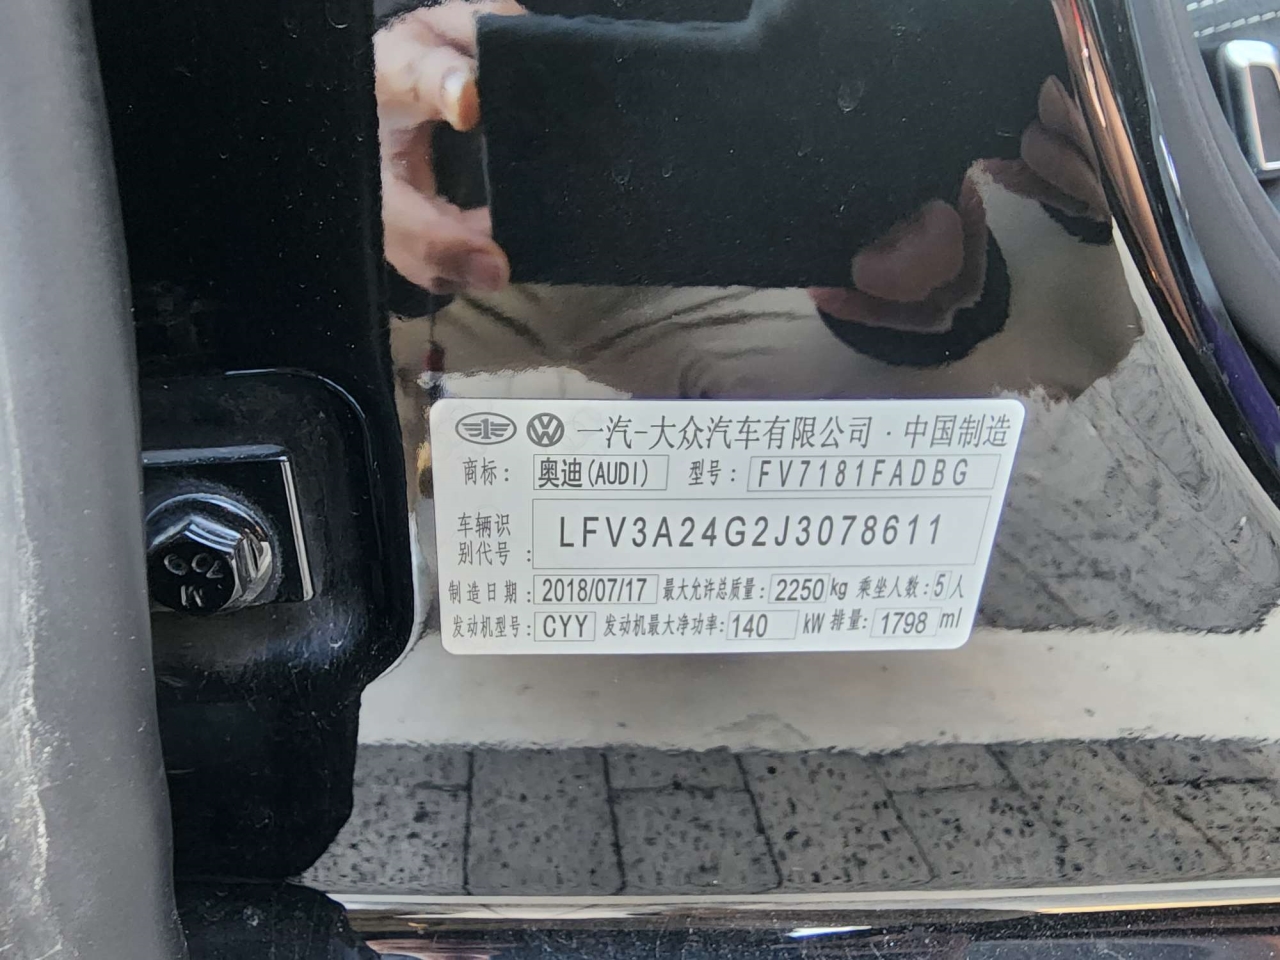 一汽-大众汽车有限公司·中国制造
商标: 奥迪(AUDI) 型号: FV7181FADBG
车辆识别代号: LFV3A24G2J3078611
制造日期: 2018/07/17 最大允许总质量: 2250kg 乘坐人数: 5人
发动机型号: CYY 发动机最大净功率: 140 kW 排量: 1798 ml